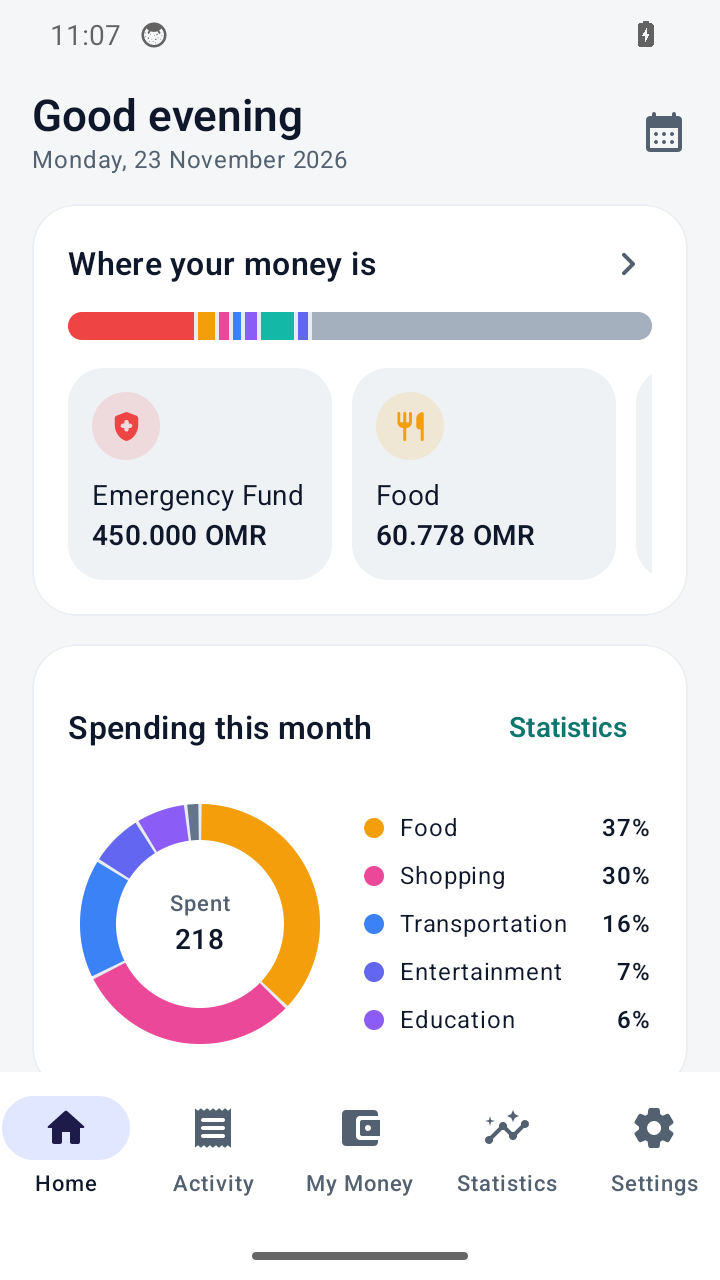 11:07
Good evening
Monday, 23 November 2026
Where your money is
Emergency Fund
450.000 OMR
Food
60.778 OMR
Spending this month
Statistics
Spent
218
Food 37%
Shopping 30%
Transportation 16%
Entertainment 7%
Education 6%
Home
Activity
My Money
Statistics
Settings